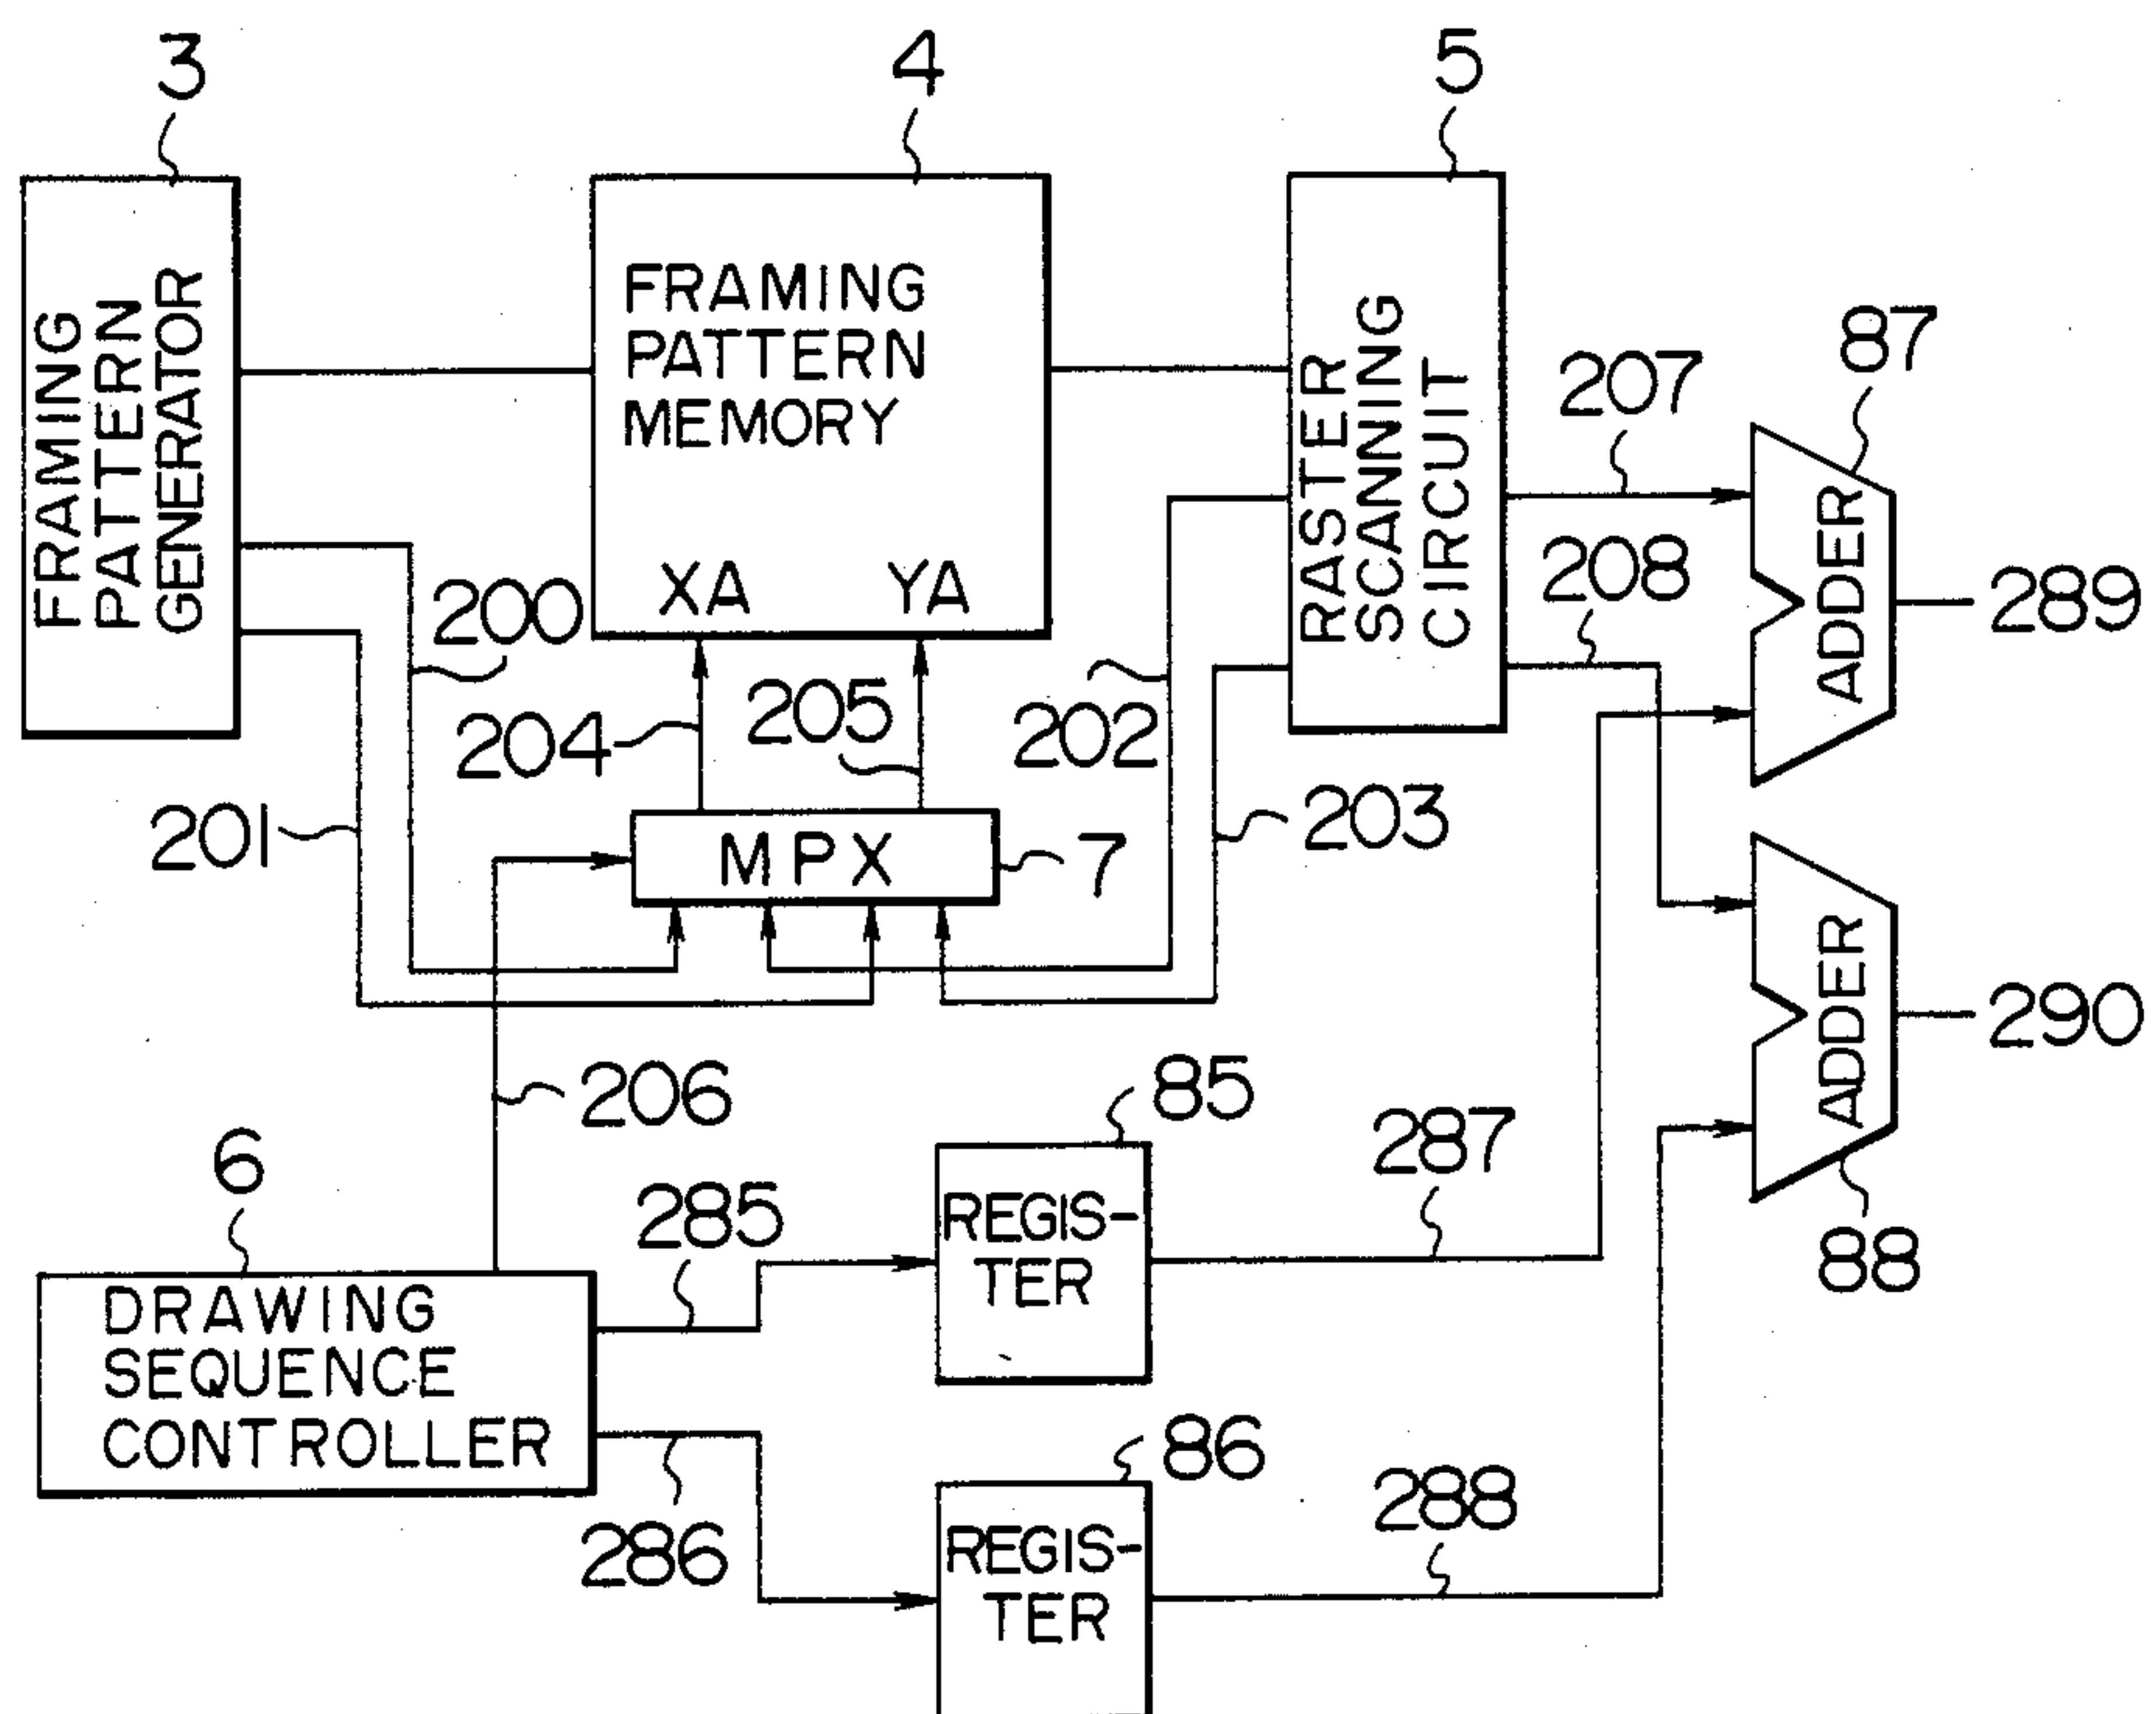 3
4
5
FRAMING
PATTERN
GENERATOR
FRAMING
PATTERN
MEMORY
XA
YA
RASTER
SCANNING
CIRCUIT
87
207
208
ADDER
289
200
204
205
202
201
203
MPX
7
ADDER
290
206
85
287
88
6
285
REGIS-
TER
DRAWING
SEQUENCE
CONTROLLER
286
86
288
REGIS-
TER